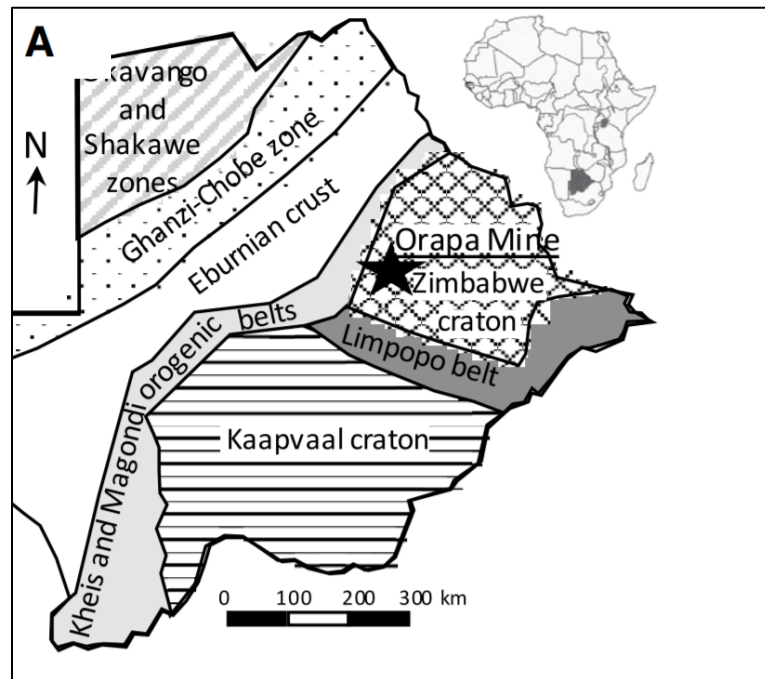 A
Okavango
and
Shakawe
zones
N
Ghanzi-Chobe zone
Eburnian crust
Orapa Mine
Zimbabwe
craton
Limpopo belt
Kheis and Magondi orogenic belts
Kaapvaal craton
0 100 200 300 km